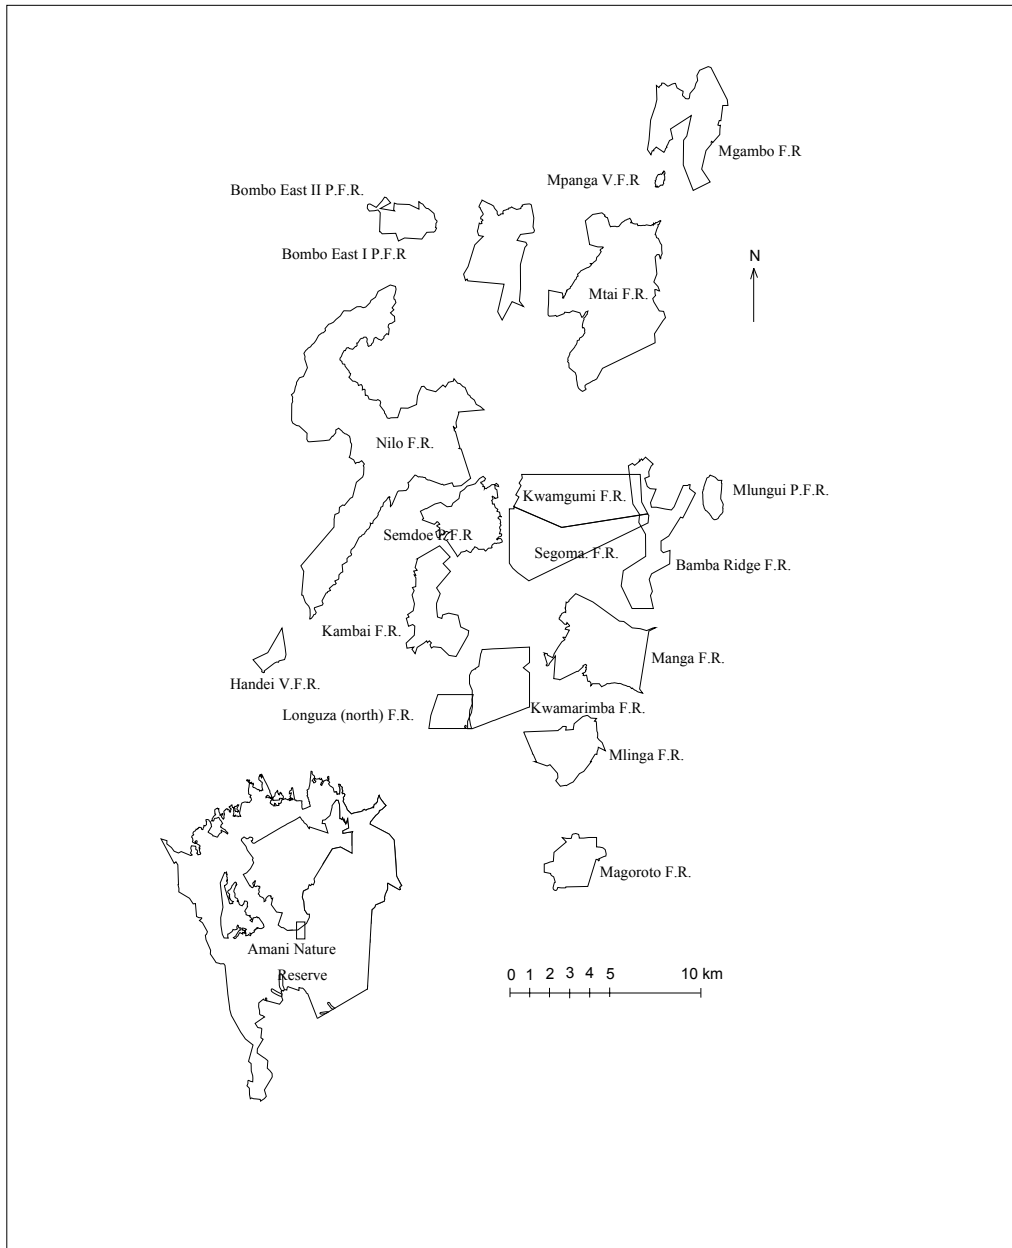 Mgambo F.R
Mpanga V.F.R
Bombo East II P.F.R.
Bombo East I P.F.R
N
Mtai F.R.
Nilo F.R.
Kwamgumi F.R.
Mlungui P.F.R.
Semdoe P.F.R
Segoma. F.R.
Bamba Ridge F.R.
Kambai F.R.
Manga F.R.
Handei V.F.R.
Longuza (north) F.R.
Kwamarimba F.R.
Mlinga F.R.
Magoroto F.R.
Amani Nature
Reserve
0 1 2 3 4 5 10 km